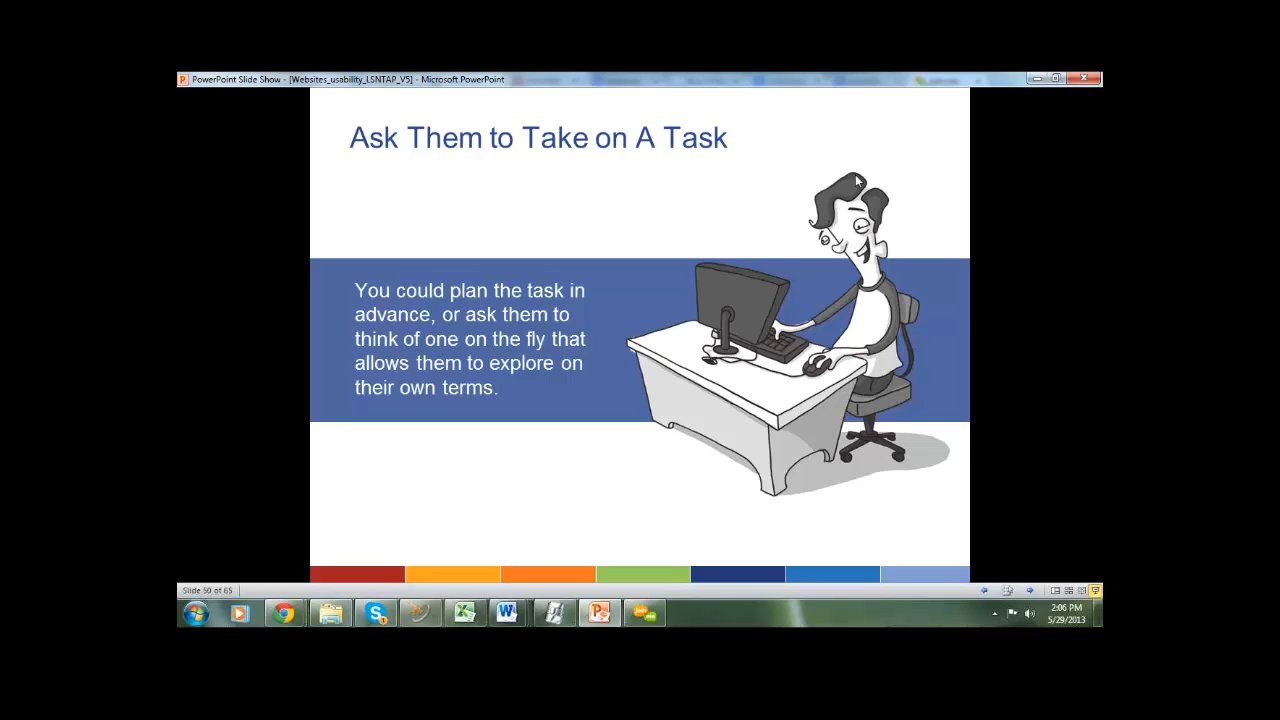 PowerPoint Slide Show - [Websites_usability_LSNTAP_V5] - Microsoft PowerPoint
Ask Them to Take on A Task
You could plan the task in
advance, or ask them to
think of one on the fly that
allows them to explore on
their own terms.
Slide 50 of 65
2:06 PM
5/29/2013